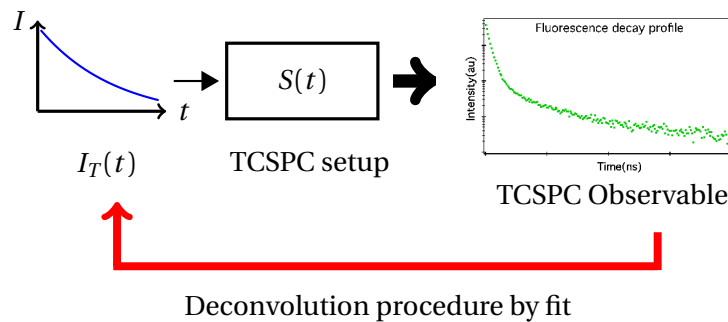 I
t
I_T(t)
S(t)
TCSPC setup
Fluorescence decay profile
Intensity(au)
Time(ns)
TCSPC Observable
Deconvolution procedure by fit